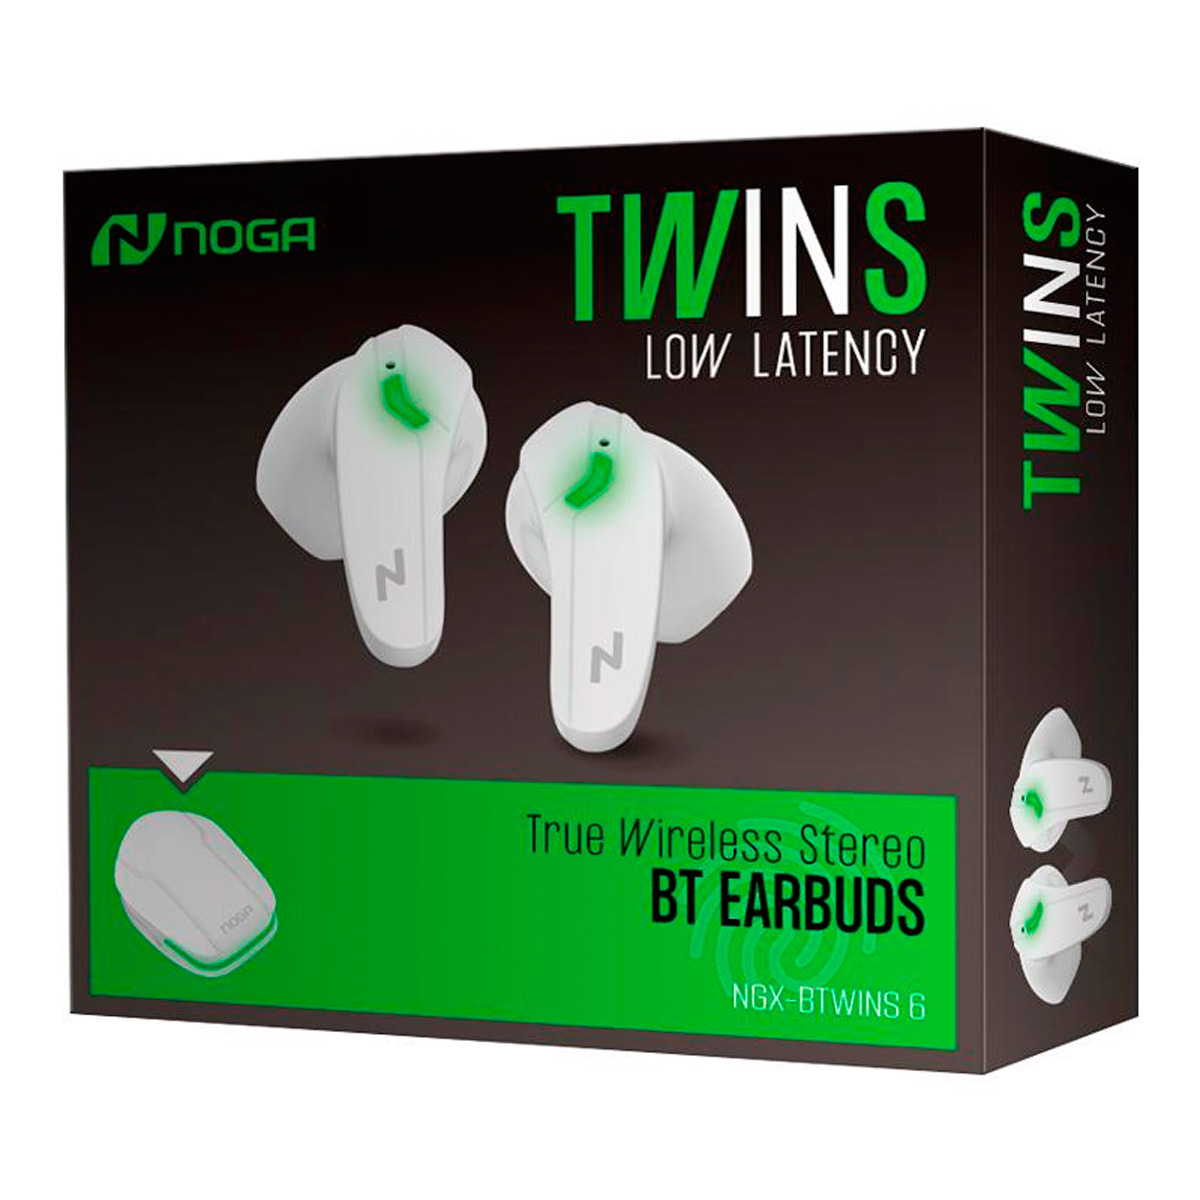 NOGA
TWINS
LOW LATENCY
N
N
NOGA
True Wireless Stereo
BT EARBUDS
NGX-BTWINS 6
TWINS
LOW LATENCY
N
N